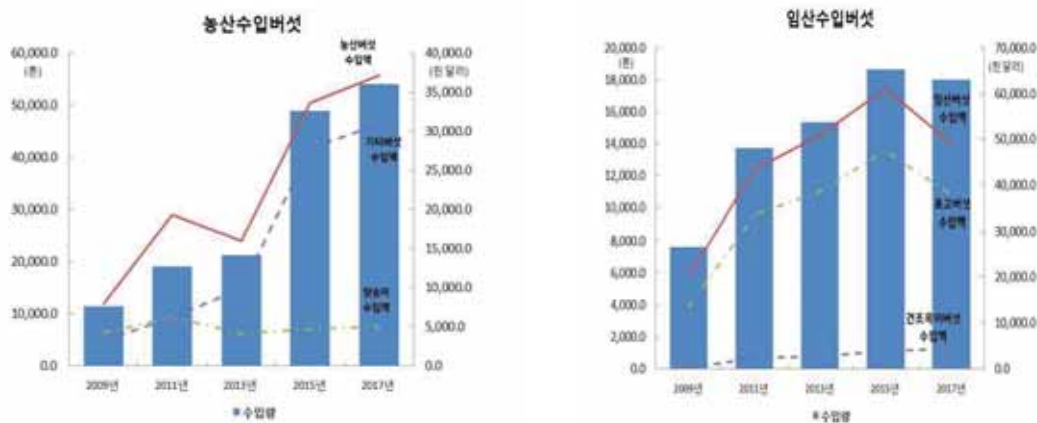 농산수입버섯
60,000.0
(톤)
50,000.0
40,000.0
30,000.0
20,000.0
10,000.0
0.0
40,000.0
(천 달러)
35,000.0
30,000.0
25,000.0
20,000.0
15,000.0
10,000.0
5,000.0
0.0
농산버섯
수입액
기타버섯
수입액
양송이
수입액
2009년
2011년
2013년
2015년
2017년
수입량
임산수입버섯
20,000.0
(톤)
18,000.0
16,000.0
14,000.0
12,000.0
10,000.0
8,000.0
6,000.0
4,000.0
2,000.0
0.0
70,000.0
(천 달러)
60,000.0
50,000.0
40,000.0
30,000.0
20,000.0
10,000.0
0.0
임산버섯
수입액
표고버섯
수입액
건조목이버섯
수입액
2009년
2011년
2013년
2015년
2017년
수입량